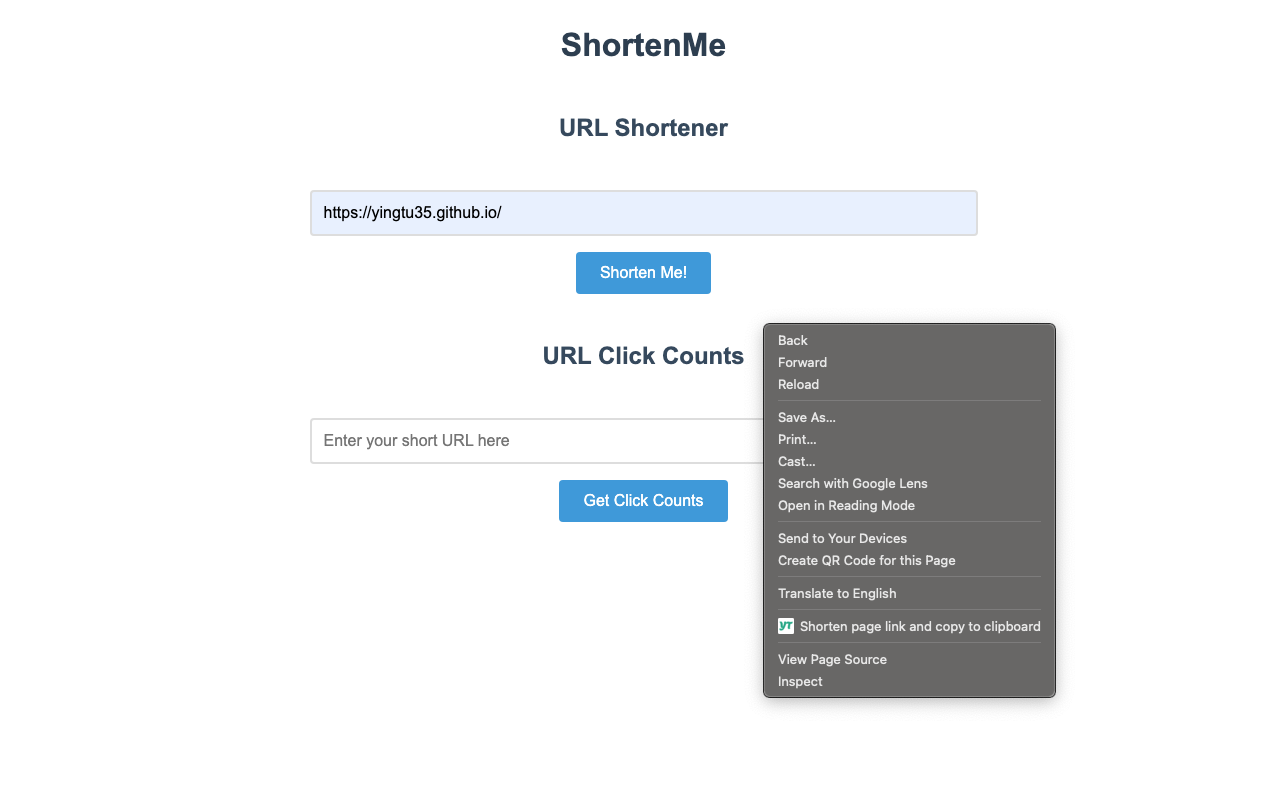 ShortenMe
URL Shortener
https://yingtu35.github.io/
Shorten Me!
URL Click Counts
Enter your short URL here
Get Click Counts
Back
Forward
Reload
Save As...
Print...
Cast...
Search with Google Lens
Open in Reading Mode
Send to Your Devices
Create QR Code for this Page
Translate to English
YT Shorten page link and copy to clipboard
View Page Source
Inspect